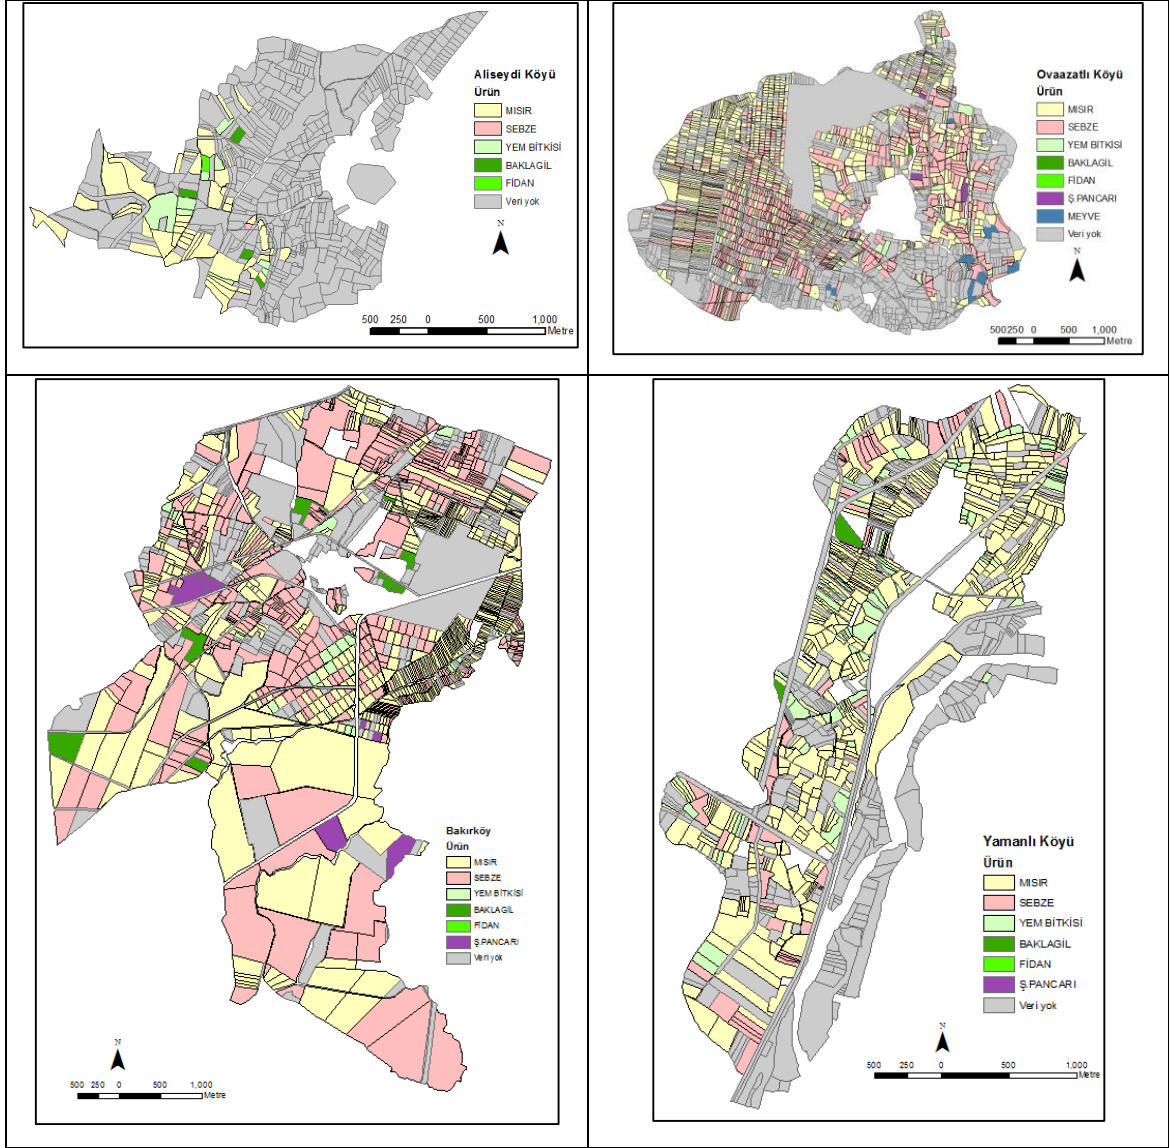 Aliseydi Köyü
Ürün
MISIR
SEBZE
YEM BİTKİSİ
BAKLAGİL
FİDAN
Veri yok
N
500 250 0 500 1,000
Metre
Ovaazatlı Köyü
Ürün
MISIR
SEBZE
YEM BİTKİSİ
BAKLAGİL
FİDAN
Ş.PANCARI
MEYVE
Veri yok
N
500250 0 500 1,000
Metre
Bakırköy
Ürün
MISIR
SEBZE
YEM BİTKİSİ
BAKLAGİL
FİDAN
Ş.PANCARI
Veri yok
N
500 250 0 500 1,000
Metre
Yamanlı Köyü
Ürün
MISIR
SEBZE
YEM BİTKİSİ
BAKLAGİL
FİDAN
Ş.PANCARI
Veri yok
N
500 250 0 500 1,000
Metre